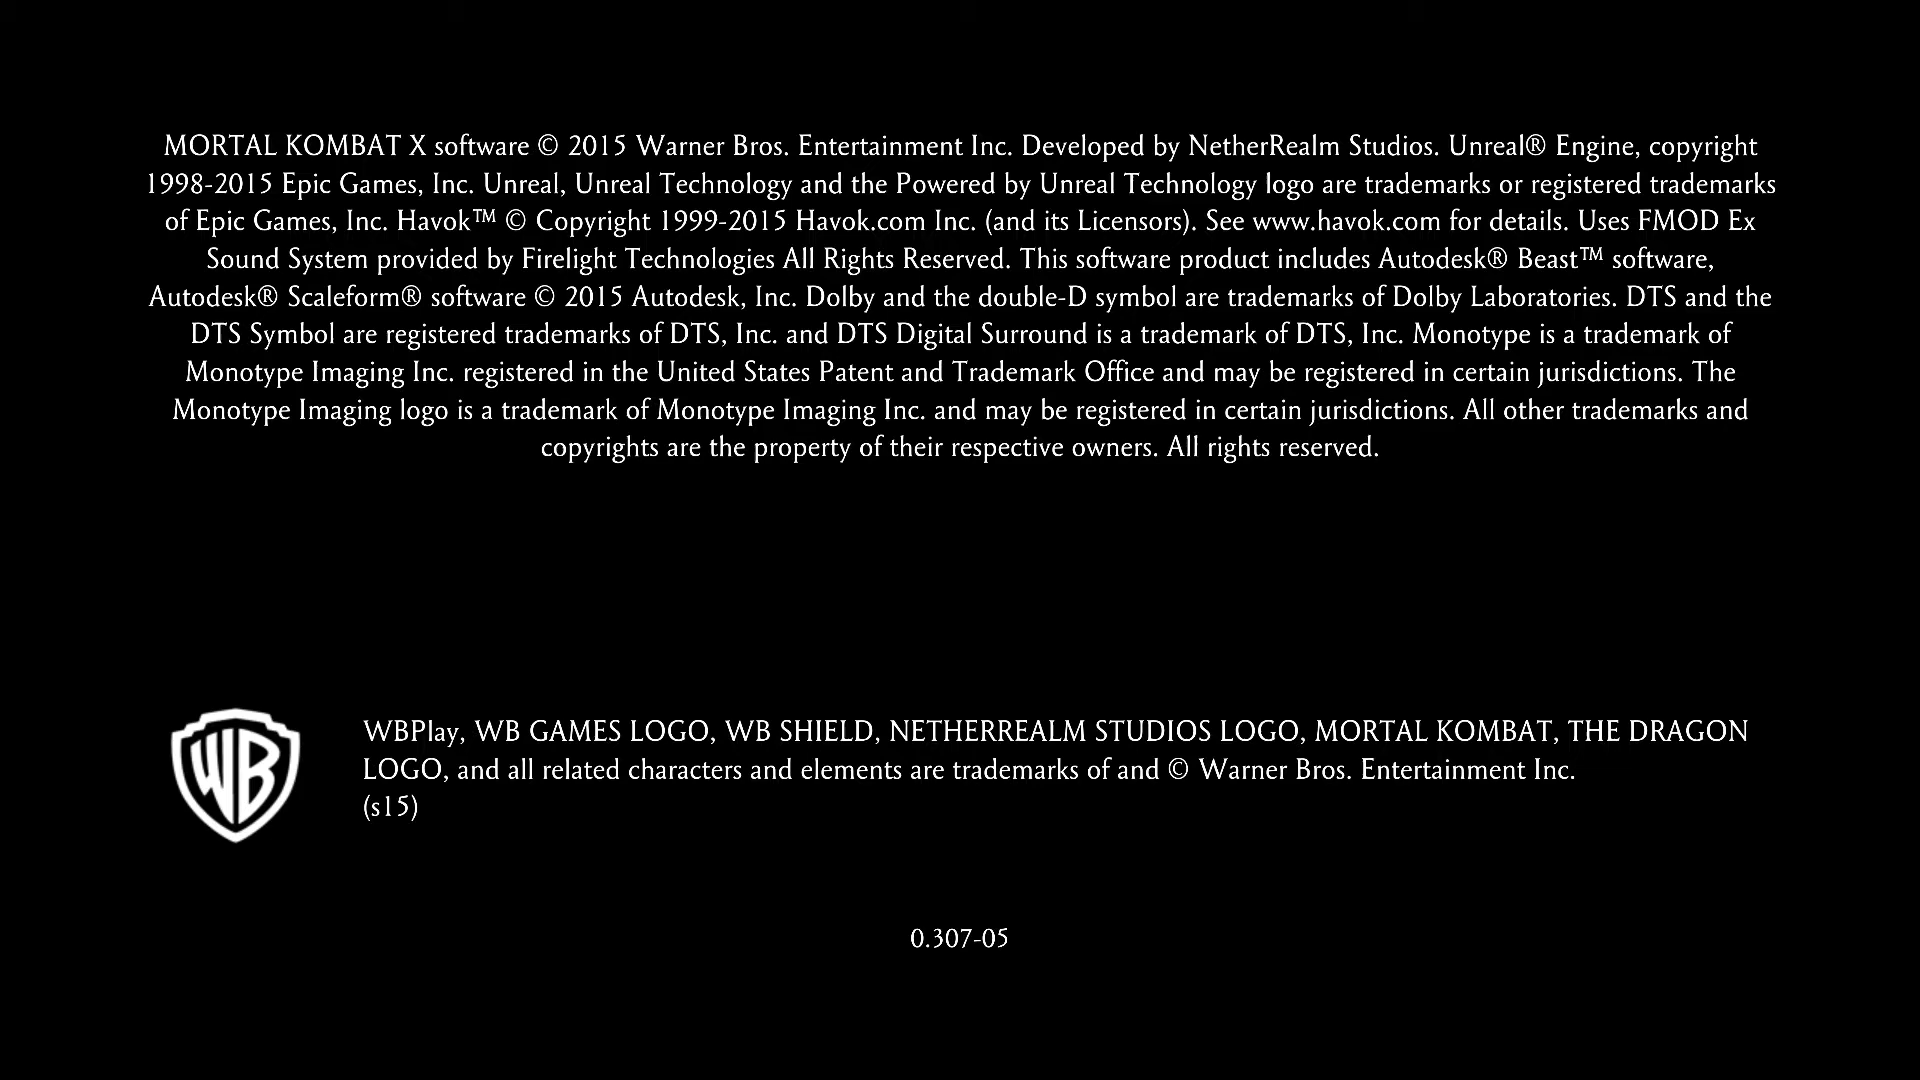 MORTAL KOMBAT X software © 2015 Warner Bros. Entertainment Inc. Developed by NetherRealm Studios. Unreal® Engine, copyright
1998-2015 Epic Games, Inc. Unreal, Unreal Technology and the Powered by Unreal Technology logo are trademarks or registered trademarks
of Epic Games, Inc. Havok™ © Copyright 1999-2015 Havok.com Inc. (and its Licensors). See www.havok.com for details. Uses FMOD Ex
Sound System provided by Firelight Technologies All Rights Reserved. This software product includes Autodesk® Beast™ software,
Autodesk® Scaleform® software © 2015 Autodesk, Inc. Dolby and the double-D symbol are trademarks of Dolby Laboratories. DTS and the
DTS Symbol are registered trademarks of DTS, Inc. and DTS Digital Surround is a trademark of DTS, Inc. Monotype is a trademark of
Monotype Imaging Inc. registered in the United States Patent and Trademark Office and may be registered in certain jurisdictions. The
Monotype Imaging logo is a trademark of Monotype Imaging Inc. and may be registered in certain jurisdictions. All other trademarks and
copyrights are the property of their respective owners. All rights reserved.
WB
WBPlay, WB GAMES LOGO, WB SHIELD, NETHERREALM STUDIOS LOGO, MORTAL KOMBAT, THE DRAGON
LOGO, and all related characters and elements are trademarks of and © Warner Bros. Entertainment Inc.
(s15)
0.307-05